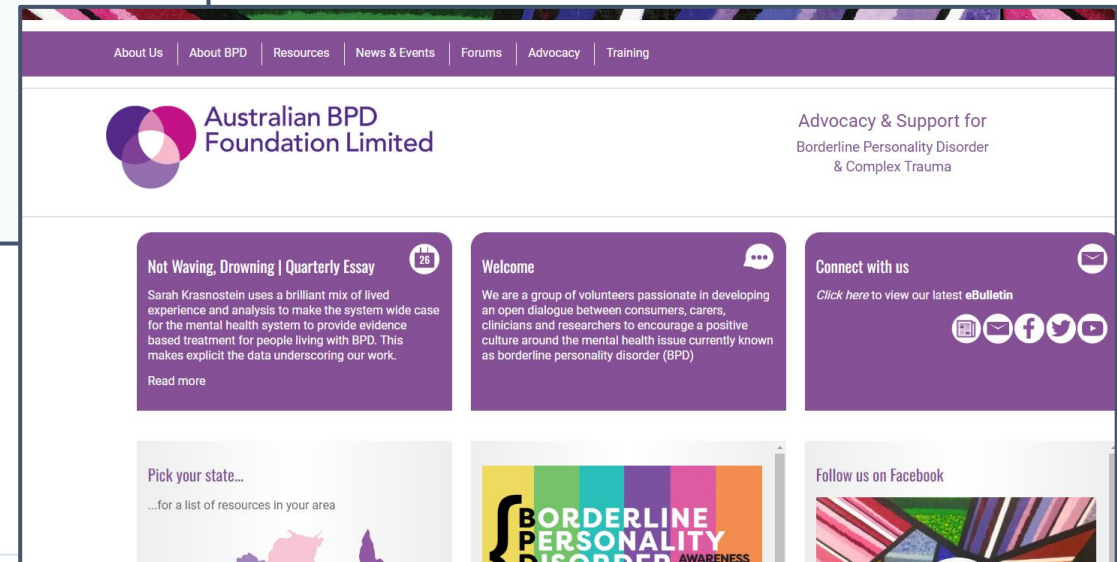 About Us
About BPD
Resources
News & Events
Forums
Advocacy
Training
Australian BPD
Foundation Limited
Advocacy & Support for
Borderline Personality Disorder
& Complex Trauma
Not Waving, Drowning | Quarterly Essay
26
Sarah Krasnostein uses a brilliant mix of lived
experience and analysis to make the system wide case
for the mental health system to provide evidence
based treatment for people living with BPD. This
makes explicit the data underscoring our work.
Read more
Welcome
We are a group of volunteers passionate in developing
an open dialogue between consumers, carers,
clinicians and researchers to encourage a positive
culture around the mental health issue currently known
as borderline personality disorder (BPD)
Connect with us
Click here to view our latest eBulletin
Pick your state...
...for a list of resources in your area
BORDERLINE
PERSONALITY
DISORDER AWARENESS
Follow us on Facebook